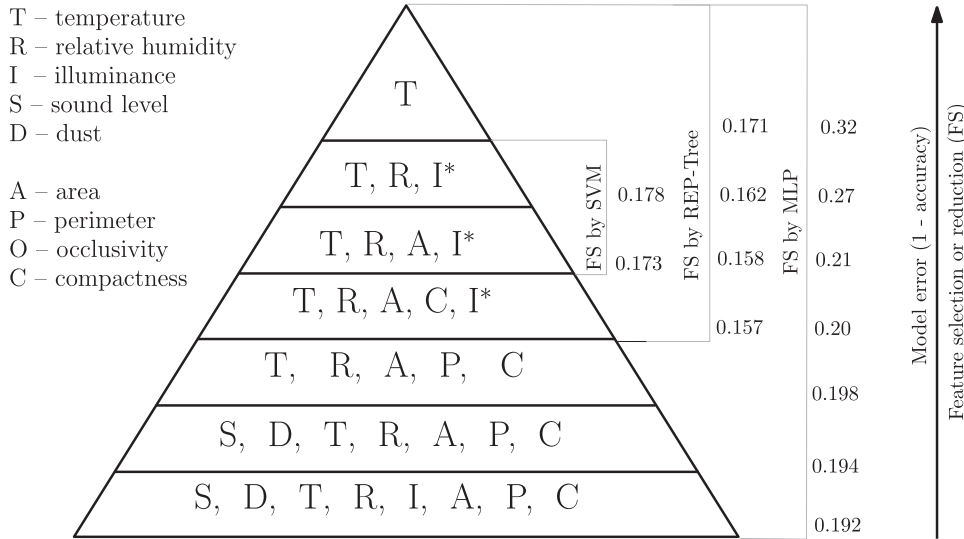 T – temperature
R – relative humidity
I – illuminance
S – sound level
D – dust
A – area
P – perimeter
O – occlusivity
C – compactness
T
T, R, I*
T, R, A, I*
T, R, A, C, I*
T, R, A, P, C
S, D, T, R, A, P, C
S, D, T, R, I, A, P, C
FS by SVM
0.178
0.173
FS by REP-Tree
0.171
0.162
0.158
0.157
FS by MLP
0.32
0.27
0.21
0.20
0.198
0.194
0.192
Model error (1 - accuracy)
Feature selection or reduction (FS)